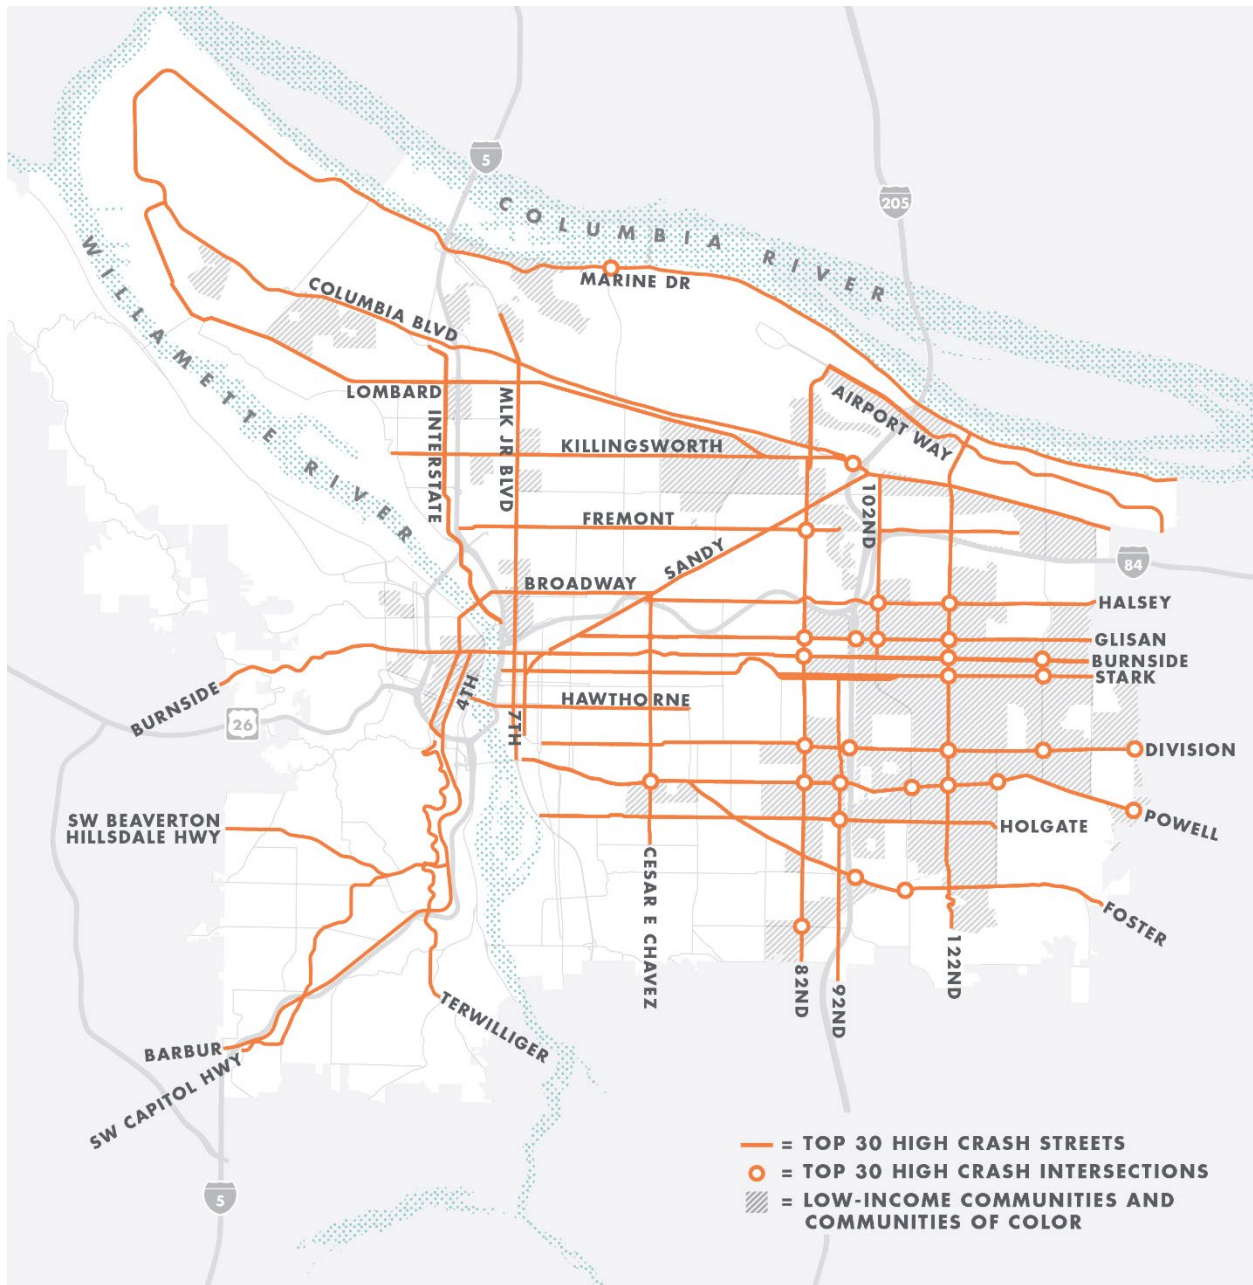 5
205
COLUMBIA RIVER
MARINE DR
WILLAMETTE RIVER
COLUMBIA BLVD
LOMBARD
INTERSTATE
MLK JR BLVD
AIRPORT WAY
KILLINGSWORTH
102ND
FREMONT
SANDY
84
BROADWAY
HALSEY
GLISAN
BURNSIDE
STARK
BURNSIDE
26
4TH
7TH
HAWTHORNE
DIVISION
SW BEAVERTON
HILLSDALE HWY
HOLGATE
POWELL
CESAR E CHAVEZ
FOSTER
82ND
92ND
122ND
TERWILLIGER
BARBUR
SW CAPITOL HWY
5
= TOP 30 HIGH CRASH STREETS
= TOP 30 HIGH CRASH INTERSECTIONS
= LOW-INCOME COMMUNITIES AND
COMMUNITIES OF COLOR